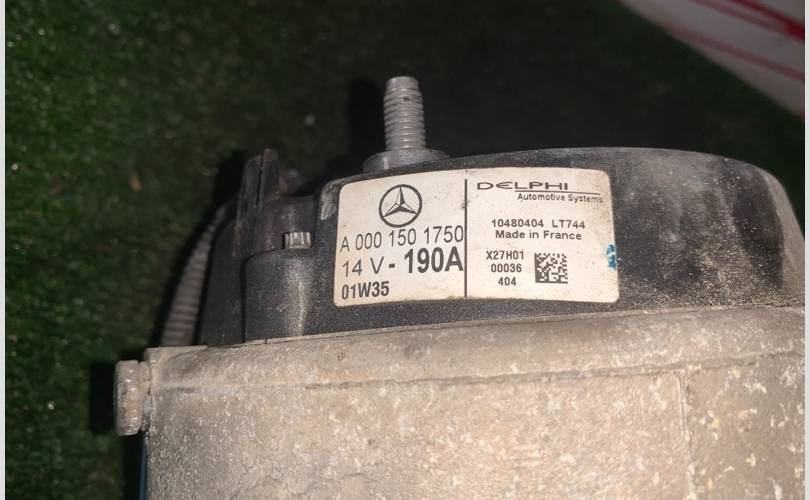 A 000 150 1750
14 V - 190A
01W35
DELPHI
Automotive Systems
10480404 LT744
Made in France
X27H01
00036
404